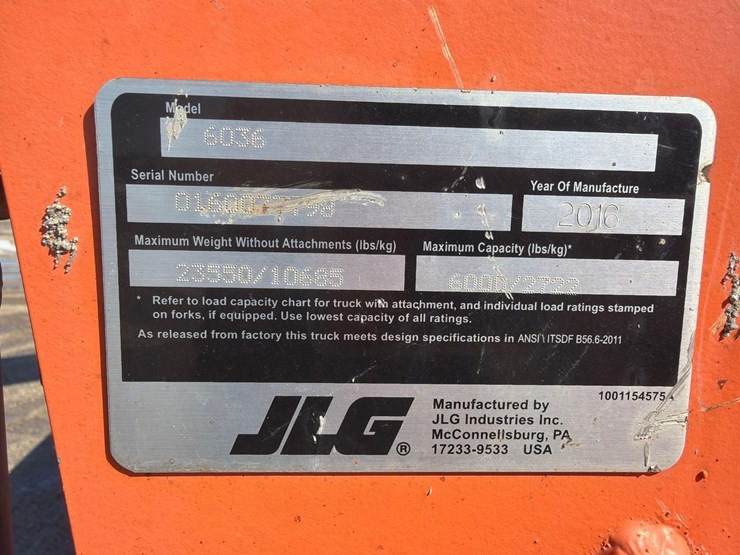 Model
6036
Serial Number
Year Of Manufacture
2016
Maximum Weight Without Attachments (lbs/kg)
Maximum Capacity (lbs/kg)*
23550/10685
6000/2722
* Refer to load capacity chart for truck with attachment, and individual load ratings stamped
on forks, if equipped. Use lowest capacity of all ratings.
As released from factory this truck meets design specifications in ANSI \ ITSDF B56.6-2011
1001154575
JLG ®
Manufactured by
JLG Industries Inc.
McConnellsburg, PA
17233-9533 USA